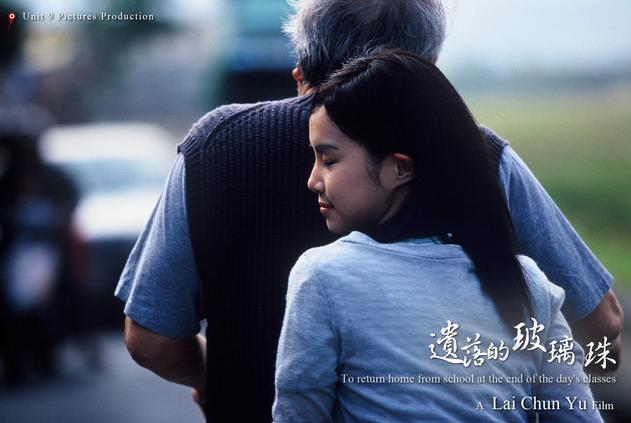 Unit 9 Pictures Production
遺落的玻璃珠
To return home from school at the end of the day's classes
A Lai Chun Yu Film